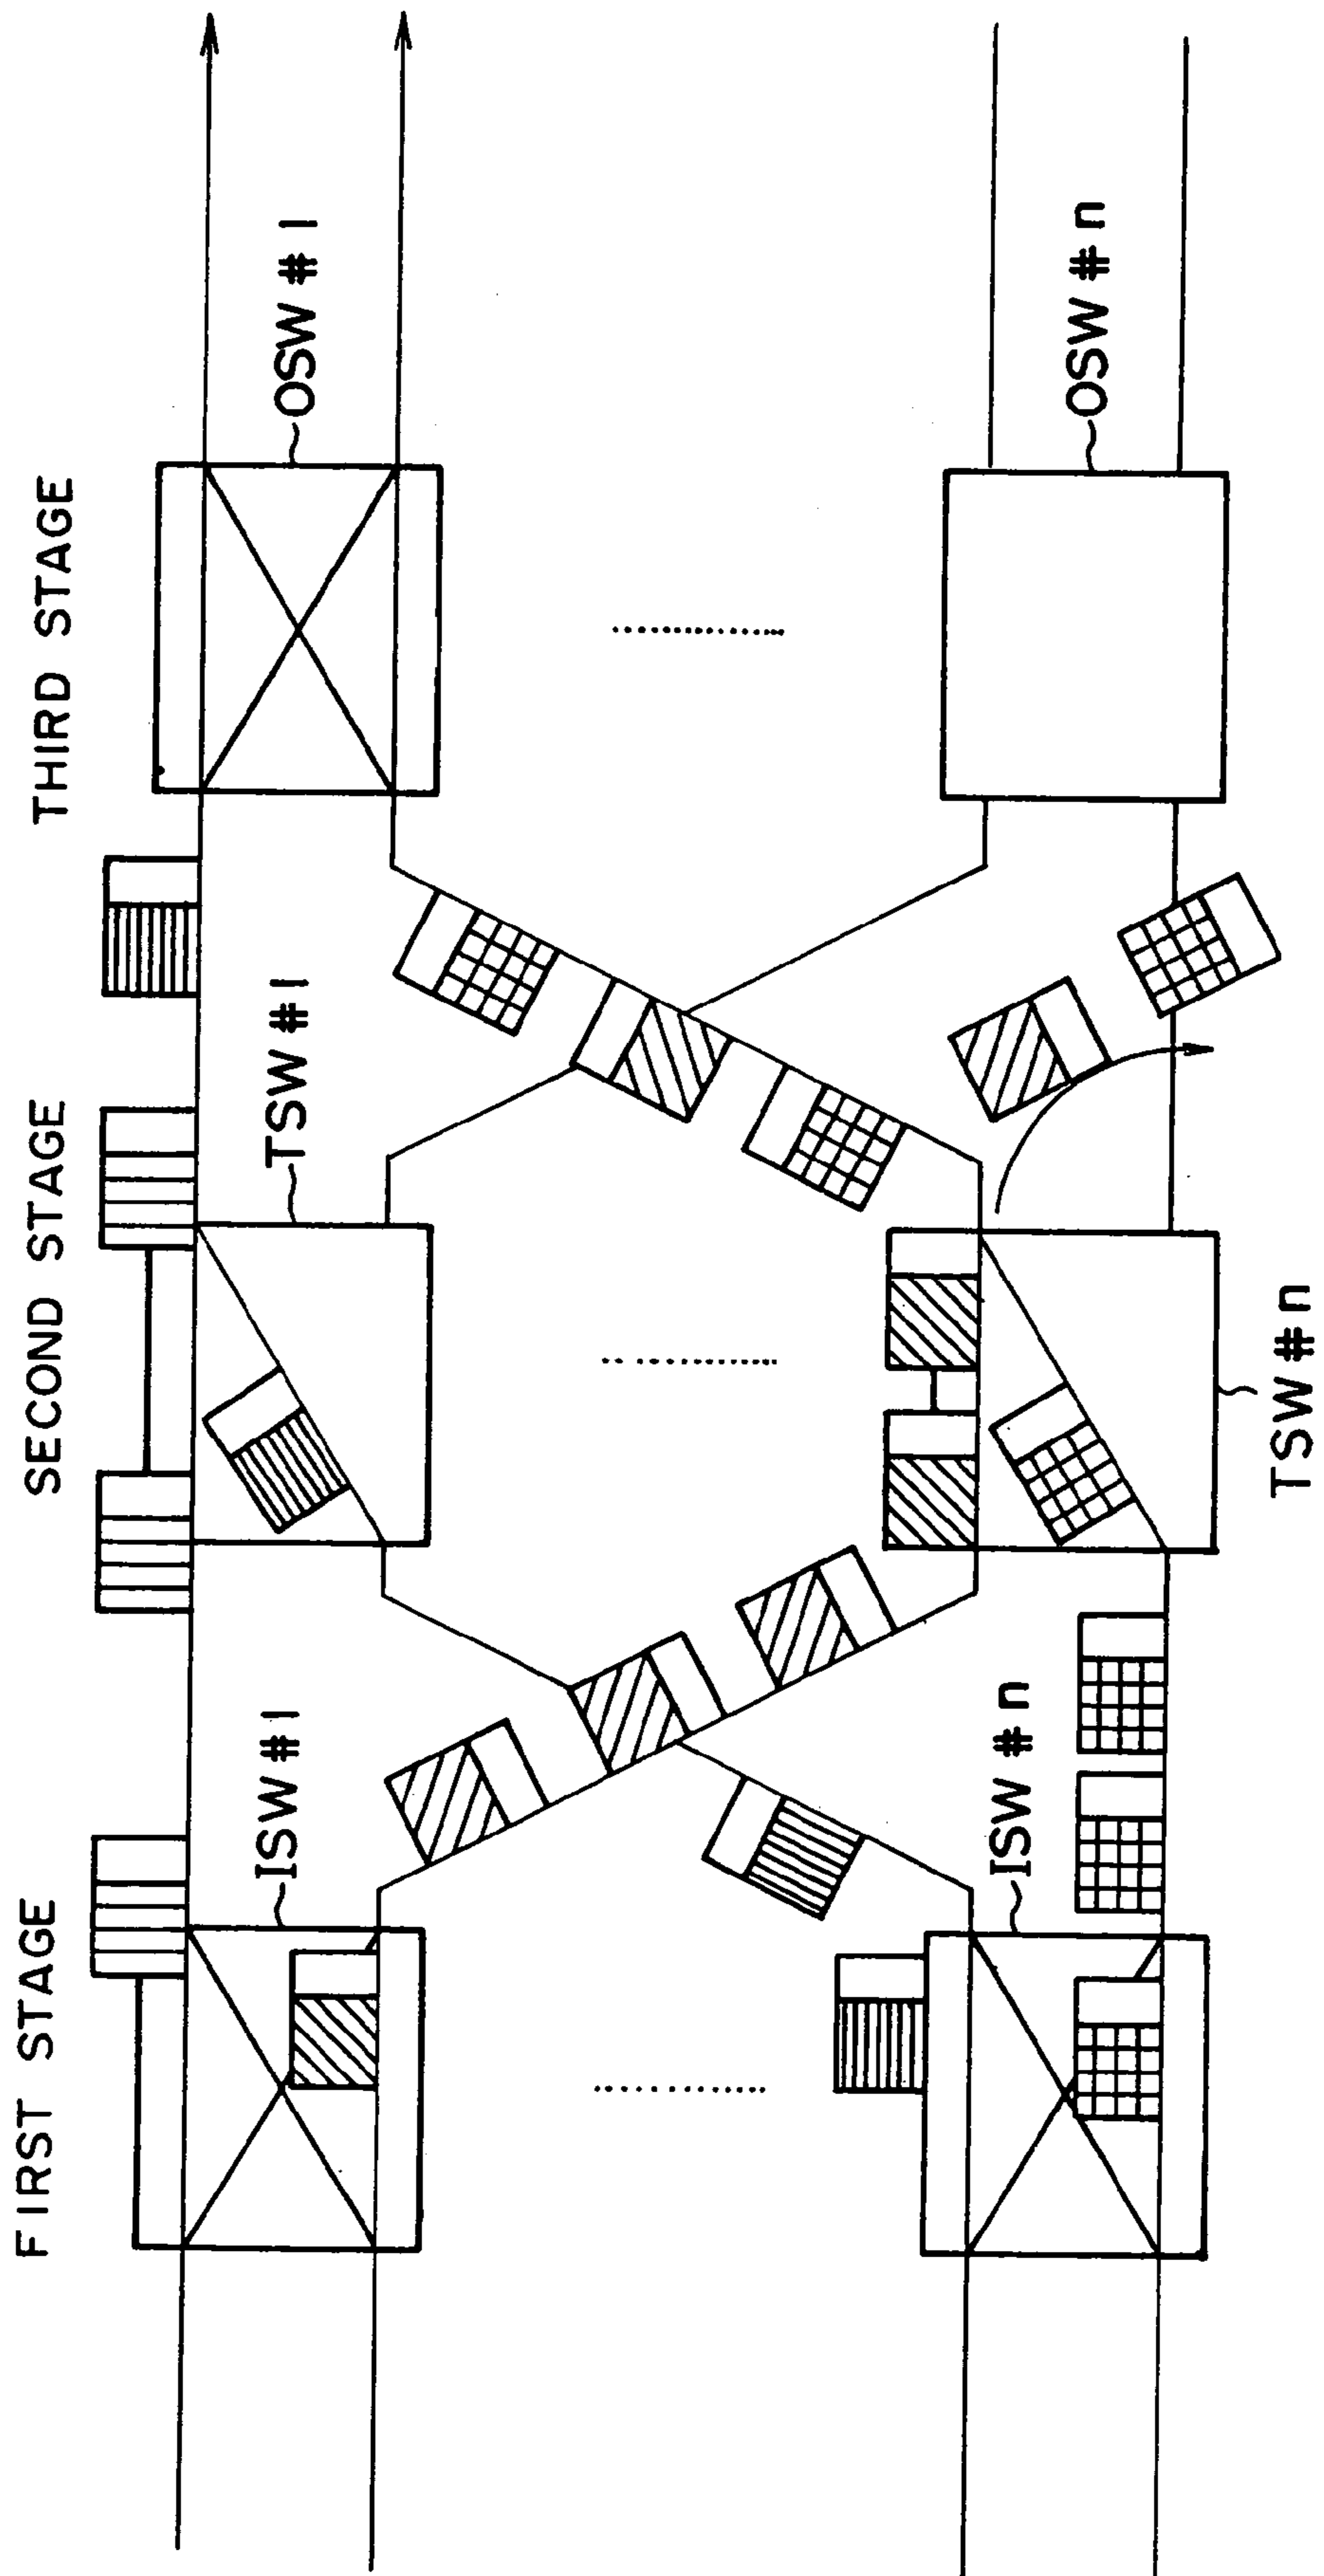 FIRST STAGE
SECOND STAGE
THIRD STAGE
ISW #1
TSW #1
OSW #1
ISW #n
TSW #n
OSW #n